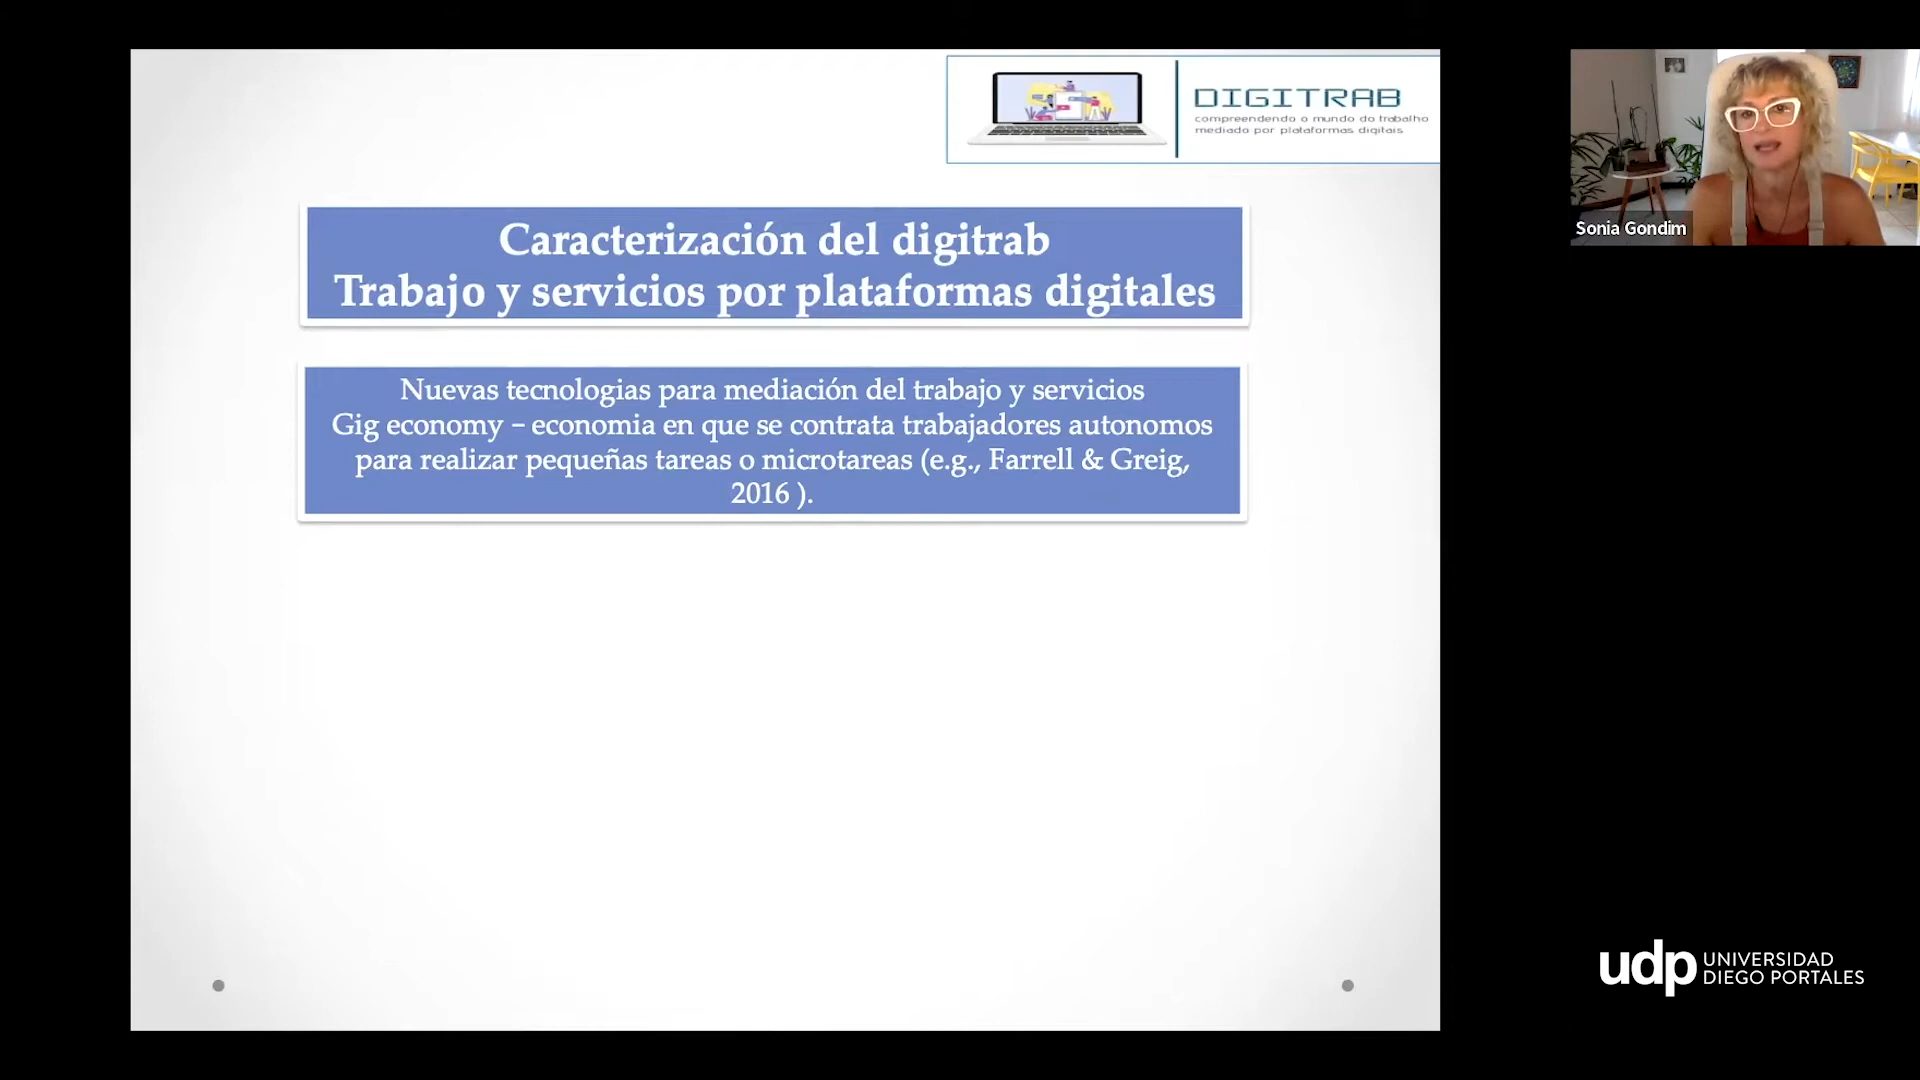 DIGITRAB
compreendendo o mundo do trabalho
mediado por plataformas digitais
Sonia Gondim
Caracterización del digitrab
Trabajo y servicios por plataformas digitales
Nuevas tecnologias para mediación del trabajo y servicios
Gig economy – economia en que se contrata trabajadores autonomos
para realizar pequeñas tareas o microtareas (e.g., Farrell & Greig,
2016 ).
udp UNIVERSIDAD
DIEGO PORTALES